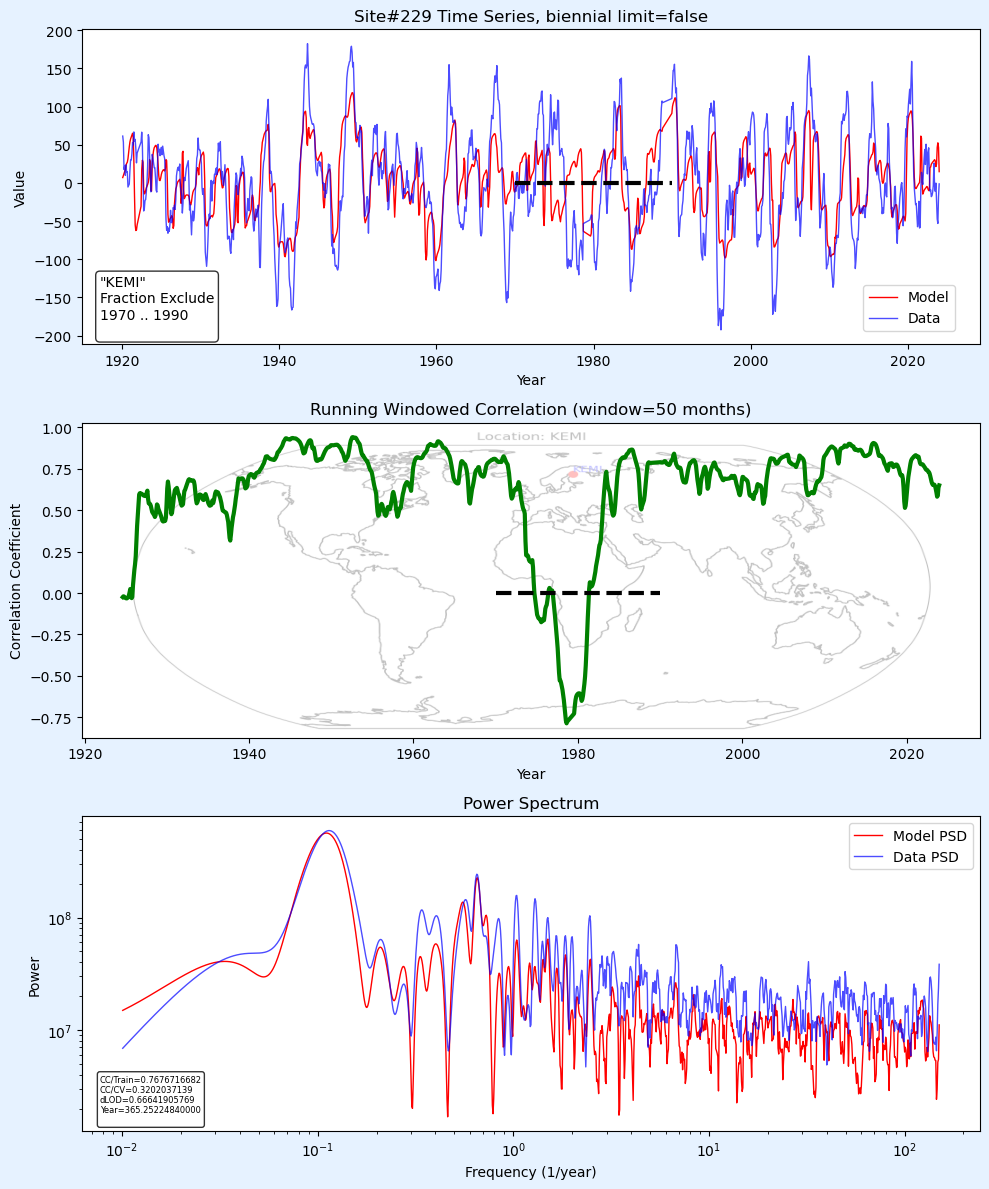 Site#229 Time Series, biennial limit=false
200
150
100
50
0
−50
−100
−150
−200
Value
"KEMI"
Fraction Exclude
1970 .. 1990
Model
Data
1920
1940
1960
1980
2000
2020
Year
Running Windowed Correlation (window=50 months)
Location: KEMI
KEMI
1.00
0.75
0.50
0.25
0.00
−0.25
−0.50
−0.75
Correlation Coefficient
1920
1940
1960
1980
2000
2020
Year
Power Spectrum
Model PSD
Data PSD
10⁸
10⁷
Power
CC/Train=0.7676716682
CC/CV=0.3202037139
dLOD=0.66641905769
Year=365.25224840000
10⁻²
10⁻¹
10⁰
10¹
10²
Frequency (1/year)